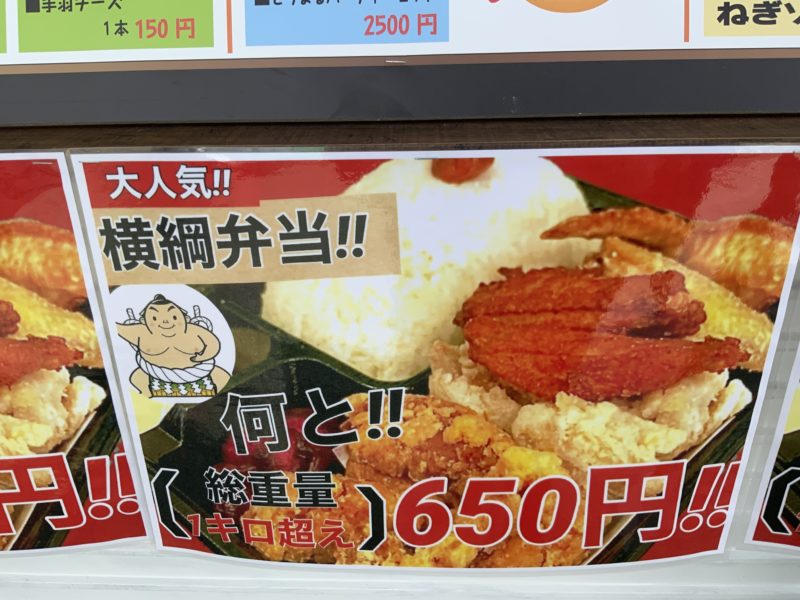 ■手羽チーズ
1本 150円
2500円
ねぎソ
大人気!!
横綱弁当!!
何と!!
(総重量
1キロ超え)
650円!!
円!!